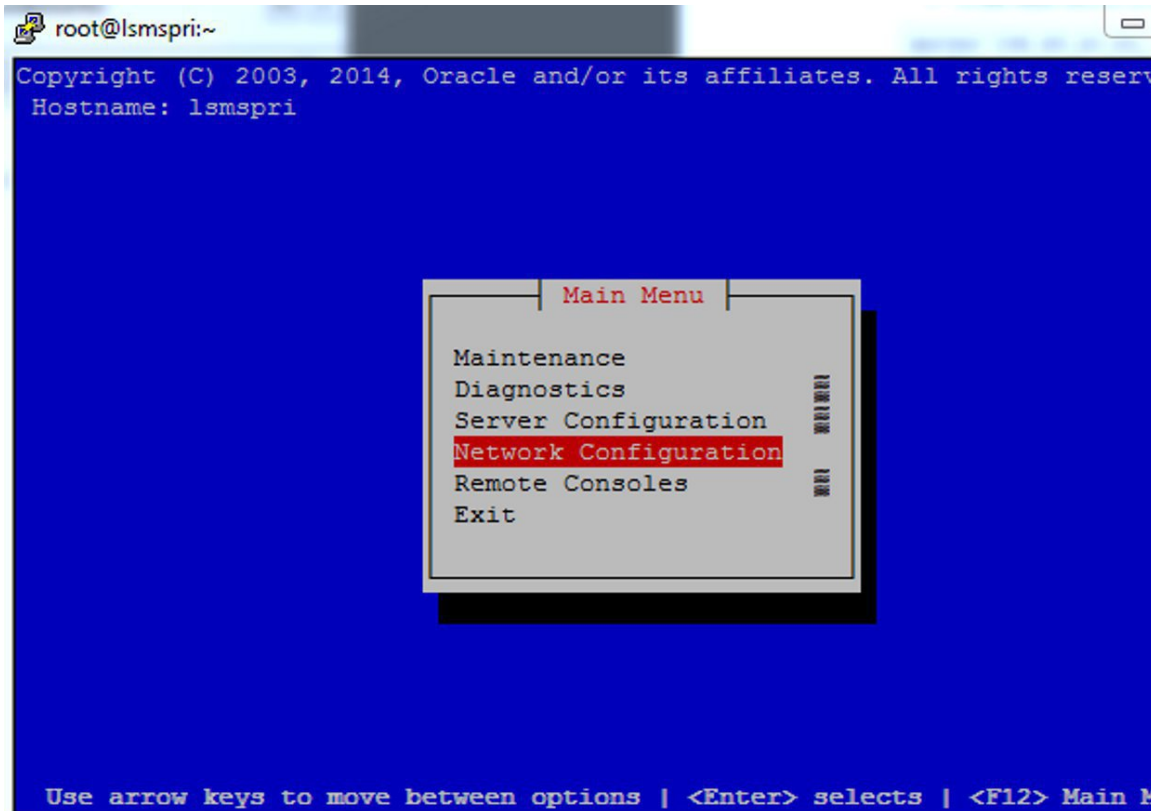 root@lsmspri:~
Copyright (C) 2003, 2014, Oracle and/or its affiliates. All rights reserv
Hostname: lsmspri
Main Menu
Maintenance
Diagnostics
Server Configuration
Network Configuration
Remote Consoles
Exit
Use arrow keys to move between options | <Enter> selects | <F12> Main M